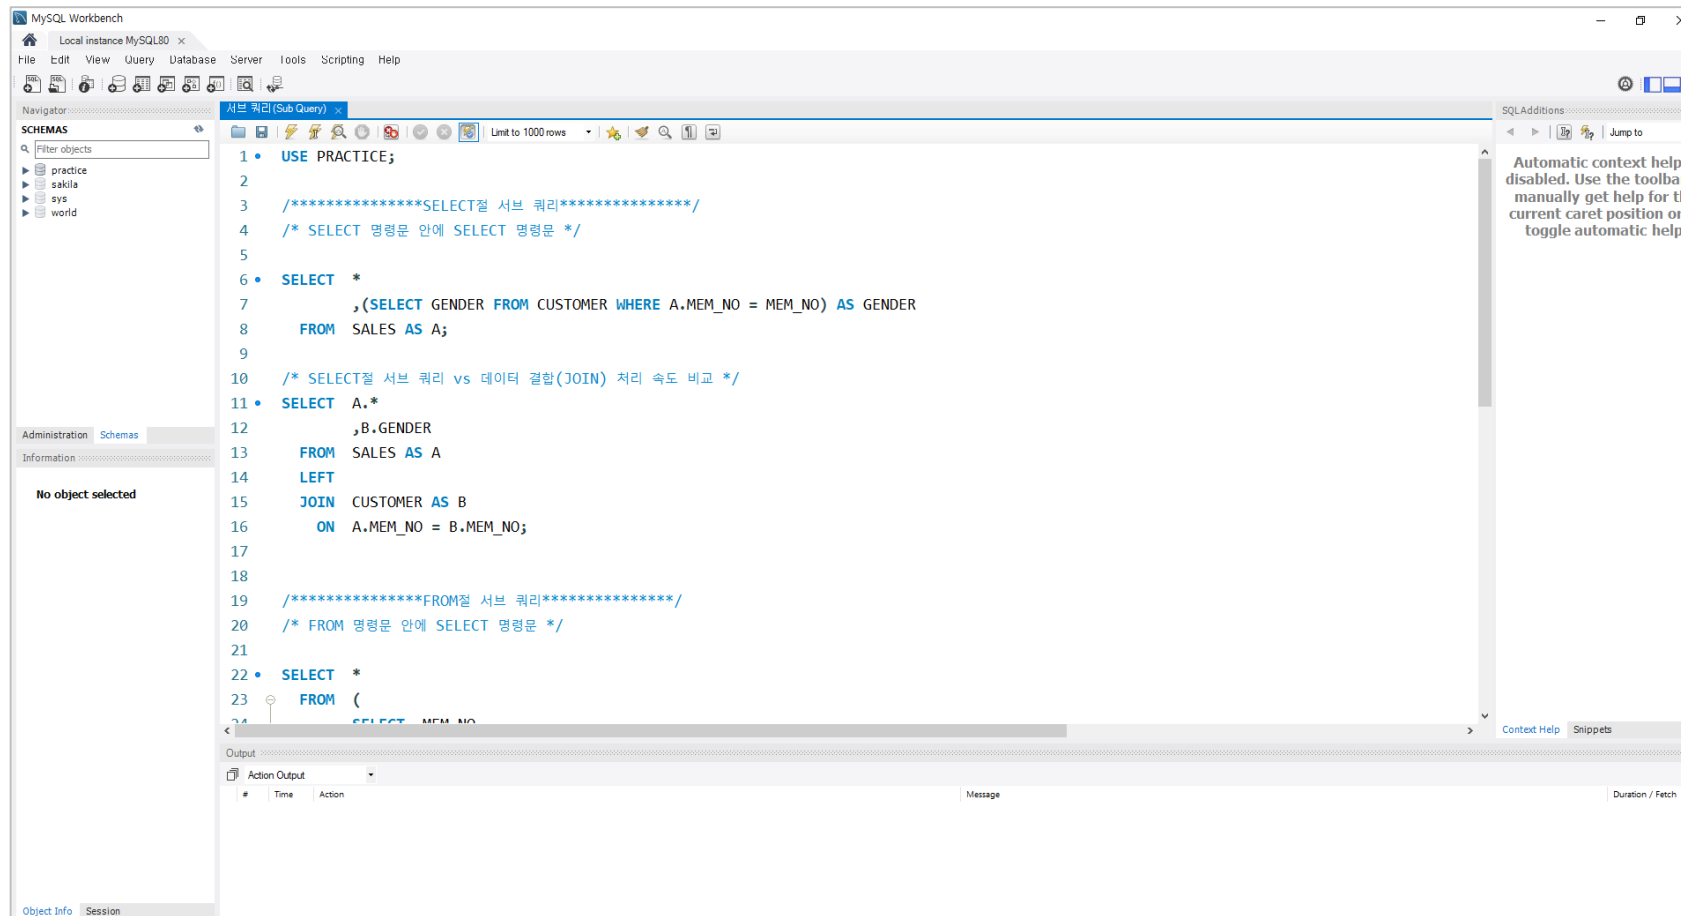 MySQL Workbench
Local instance MySQL80
File Edit View Query Database Server Tools Scripting Help
Navigator
SCHEMAS
Filter objects
practice
sakila
sys
world
Administration Schemas
Information
No object selected
Object Info Session
서브 쿼리(Sub Query)
Limit to 1000 rows
1 USE PRACTICE;
2
3 /***************SELECT절 서브 쿼리***************/
4 /* SELECT 명령문 안에 SELECT 명령문 */
5
6 SELECT *
7 ,(SELECT GENDER FROM CUSTOMER WHERE A.MEM_NO = MEM_NO) AS GENDER
8 FROM SALES AS A;
9
10 /* SELECT절 서브 쿼리 vs 데이터 결합(JOIN) 처리 속도 비교 */
11 SELECT A.*
12 ,B.GENDER
13 FROM SALES AS A
14 LEFT
15 JOIN CUSTOMER AS B
16 ON A.MEM_NO = B.MEM_NO;
17
18
19 /***************FROM절 서브 쿼리***************/
20 /* FROM 명령문 안에 SELECT 명령문 */
21
22 SELECT *
23 FROM (
24 SELECT MEM_NO
Output
Action Output
# Time Action Message Duration / Fetch
SQLAdditions
Jump to
Automatic context help
disabled. Use the toolba
manually get help for t
current caret position or
toggle automatic help
Context Help Snippets